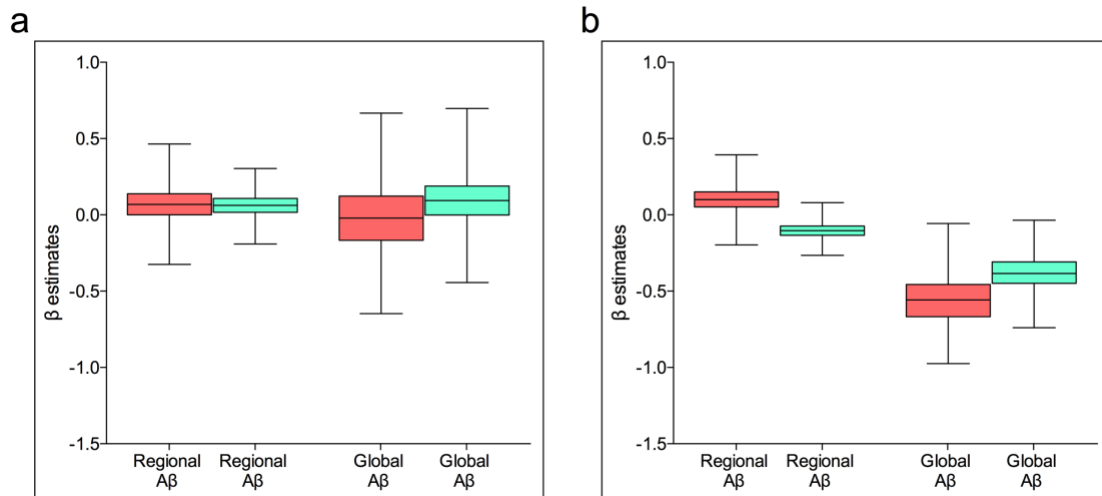 a
β estimates
1.0
0.5
0.0
-0.5
-1.0
-1.5
Regional Aβ
Regional Aβ
Global Aβ
Global Aβ
b
β estimates
1.0
0.5
0.0
-0.5
-1.0
-1.5
Regional Aβ
Regional Aβ
Global Aβ
Global Aβ